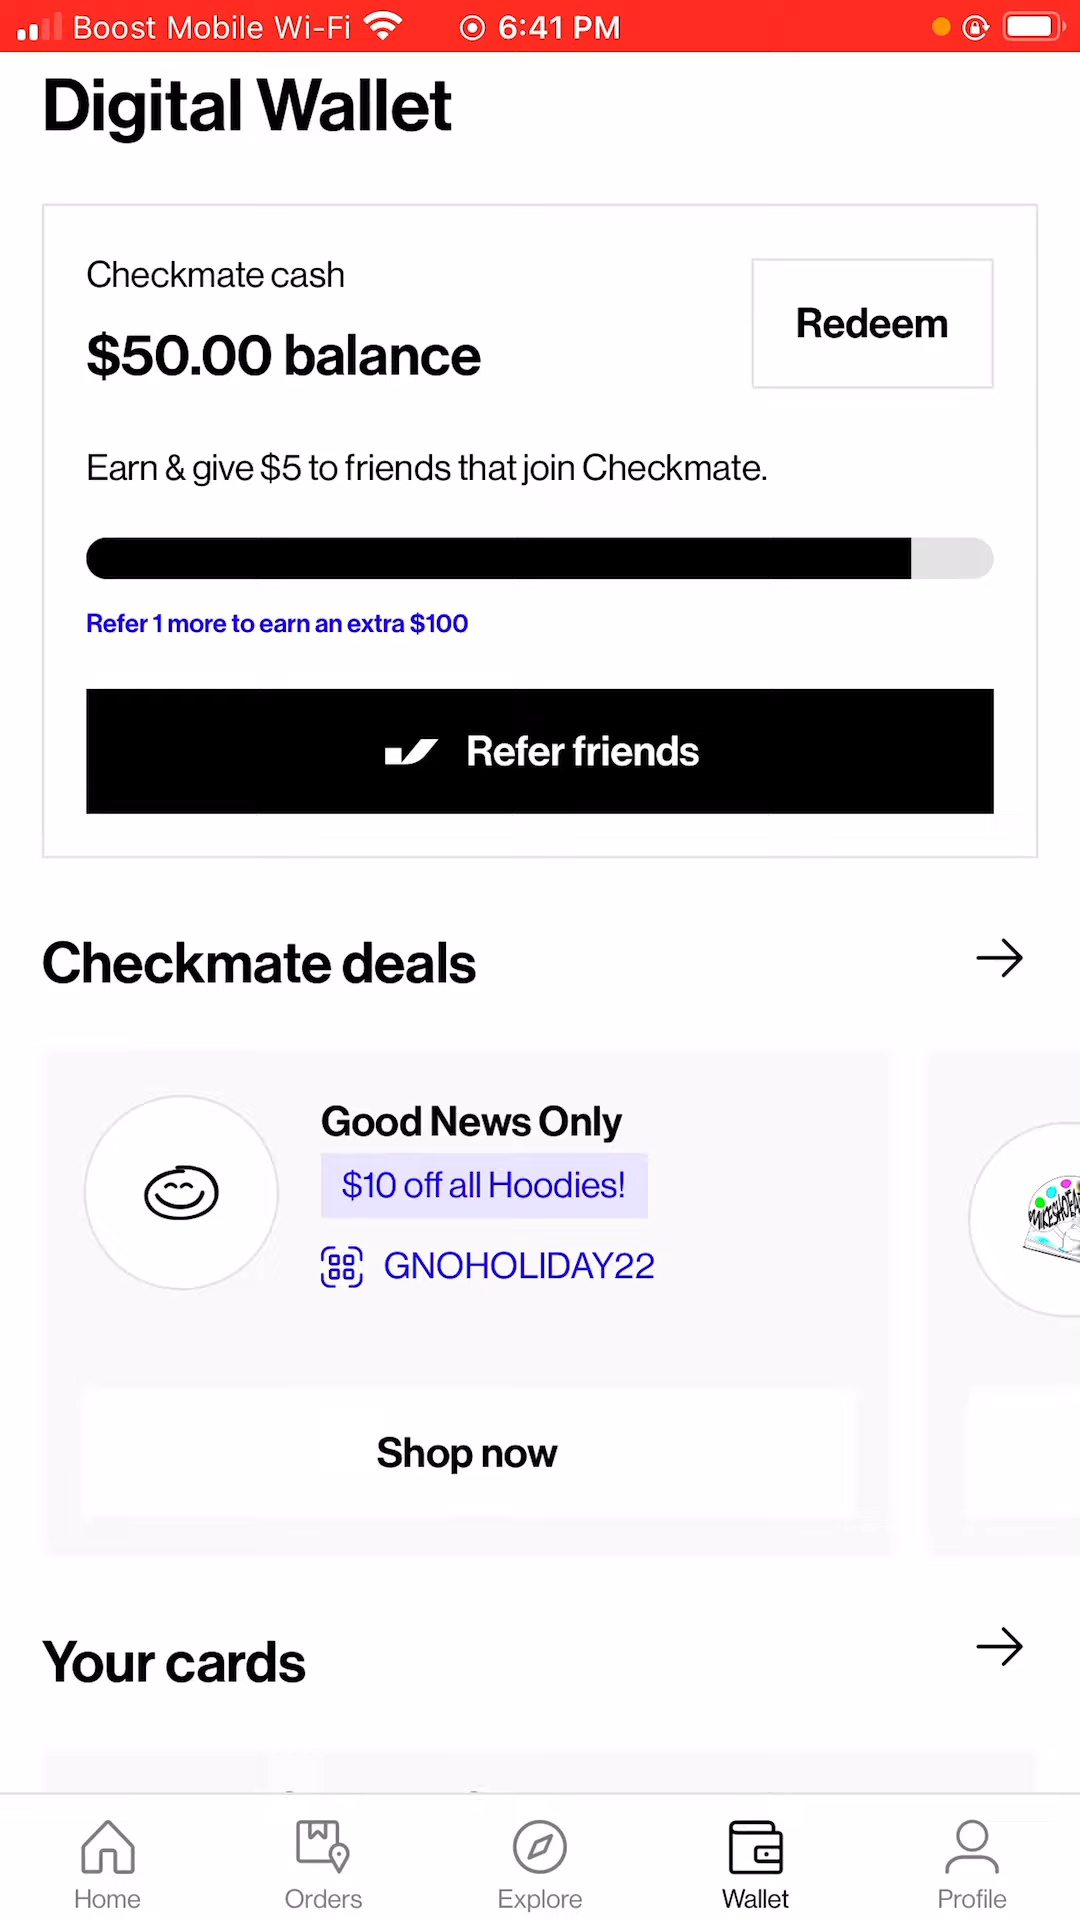 Boost Mobile Wi-Fi 6:41 PM
Digital Wallet
Checkmate cash
$50.00 balance
Redeem
Earn & give $5 to friends that join Checkmate.
Refer 1 more to earn an extra $100
Refer friends
Checkmate deals
Good News Only
$10 off all Hoodies!
GNOHOLIDAY22
Shop now
Your cards
Home Orders Explore Wallet Profile